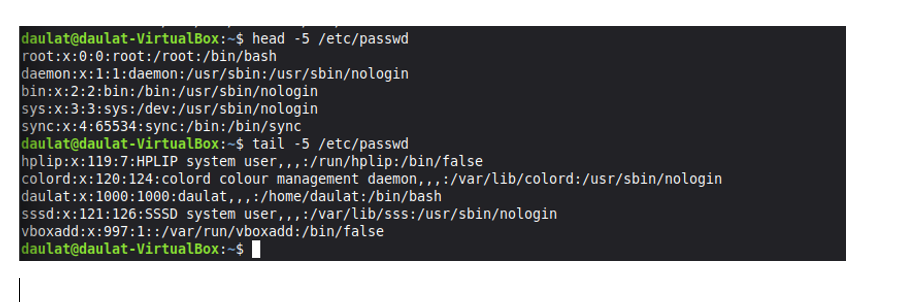 daulat@daulat-VirtualBox:~$ head -5 /etc/passwd
root:x:0:0:root:/root:/bin/bash
daemon:x:1:1:daemon:/usr/sbin:/usr/sbin/nologin
bin:x:2:2:bin:/bin:/usr/sbin/nologin
sys:x:3:3:sys:/dev:/usr/sbin/nologin
sync:x:4:65534:sync:/bin:/bin/sync
daulat@daulat-VirtualBox:~$ tail -5 /etc/passwd
hplip:x:119:7:HPLIP system user,,,:/run/hplip:/bin/false
colord:x:120:124:colord colour management daemon,,,:/var/lib/colord:/usr/sbin/nologin
daulat:x:1000:1000:daulat,,,:/home/daulat:/bin/bash
sssd:x:121:126:SSSD system user,,,:/var/lib/sss:/usr/sbin/nologin
vboxadd:x:997:1::/var/run/vboxadd:/bin/false
daulat@daulat-VirtualBox:~$